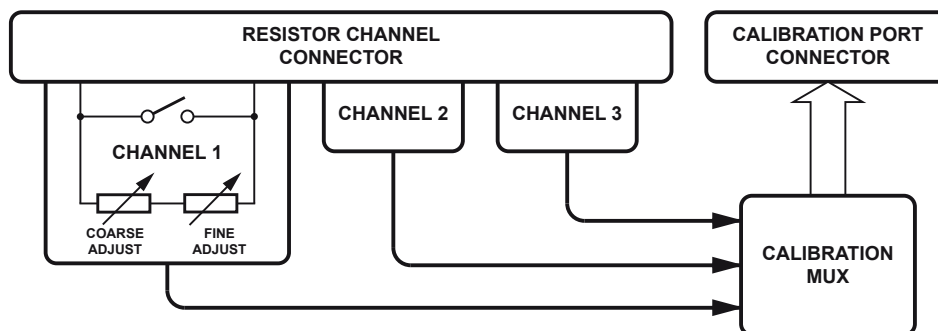 RESISTOR CHANNEL
CONNECTOR
CALIBRATION PORT
CONNECTOR
CHANNEL 2
CHANNEL 3
CHANNEL 1
COARSE
ADJUST
FINE
ADJUST
CALIBRATION
MUX